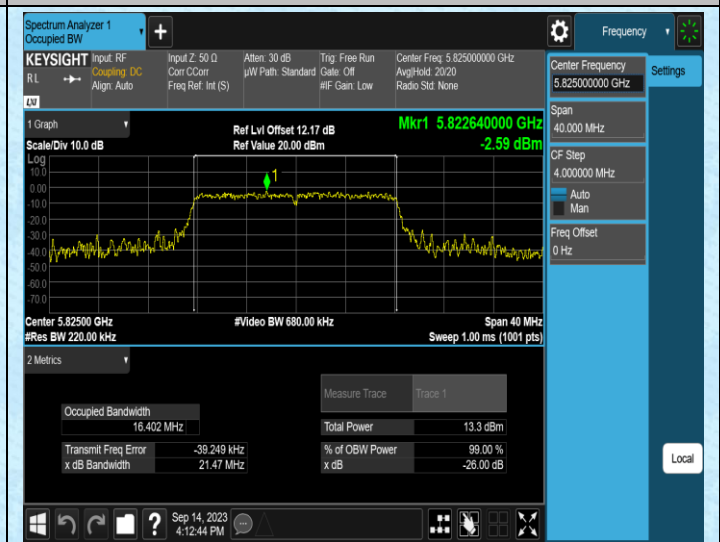 Spectrum Analyzer 1
Occupied BW
+
Frequency
KEYSIGHT
RL
LXI
Input: RF
Coupling: DC
Align: Auto
Input Z: 50 Ω
Corr CCorr
Freq Ref: Int (S)
Atten: 30 dB
µW Path: Standard
Trig: Free Run
Gate: Off
#IF Gain: Low
Center Freq: 5.825000000 GHz
Avg|Hold: 20/20
Radio Std: None
Center Frequency
5.825000000 GHz
Settings
Span
40.000 MHz
CF Step
4.000000 MHz
Auto
Man
Freq Offset
0 Hz
1 Graph
Scale/Div 10.0 dB
Ref Lvl Offset 12.17 dB
Ref Value 20.00 dBm
Mkr1 5.822640000 GHz
-2.59 dBm
Log
10.0
0.00
-10.0
-20.0
-30.0
-40.0
-50.0
-60.0
-70.0
1
Center 5.82500 GHz
#Video BW 680.00 kHz
Span 40 MHz
#Res BW 220.00 kHz
Sweep 1.00 ms (1001 pts)
2 Metrics
Measure Trace Trace 1
Occupied Bandwidth
16.402 MHz
Total Power 13.3 dBm
Transmit Freq Error -39.249 kHz
% of OBW Power 99.00 %
x dB Bandwidth 21.47 MHz
x dB -26.00 dB
Local
?
Sep 14, 2023
4:12:44 PM